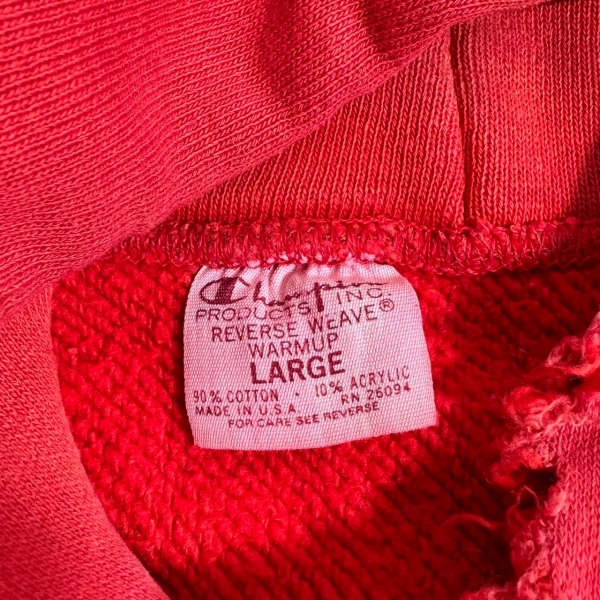 Champion
PRODUCTS INC
REVERSE WEAVE®
WARMUP
LARGE
90% COTTON · 10% ACRYLIC
MADE IN U.S.A. RN 26094
FOR CARE SEE REVERSE